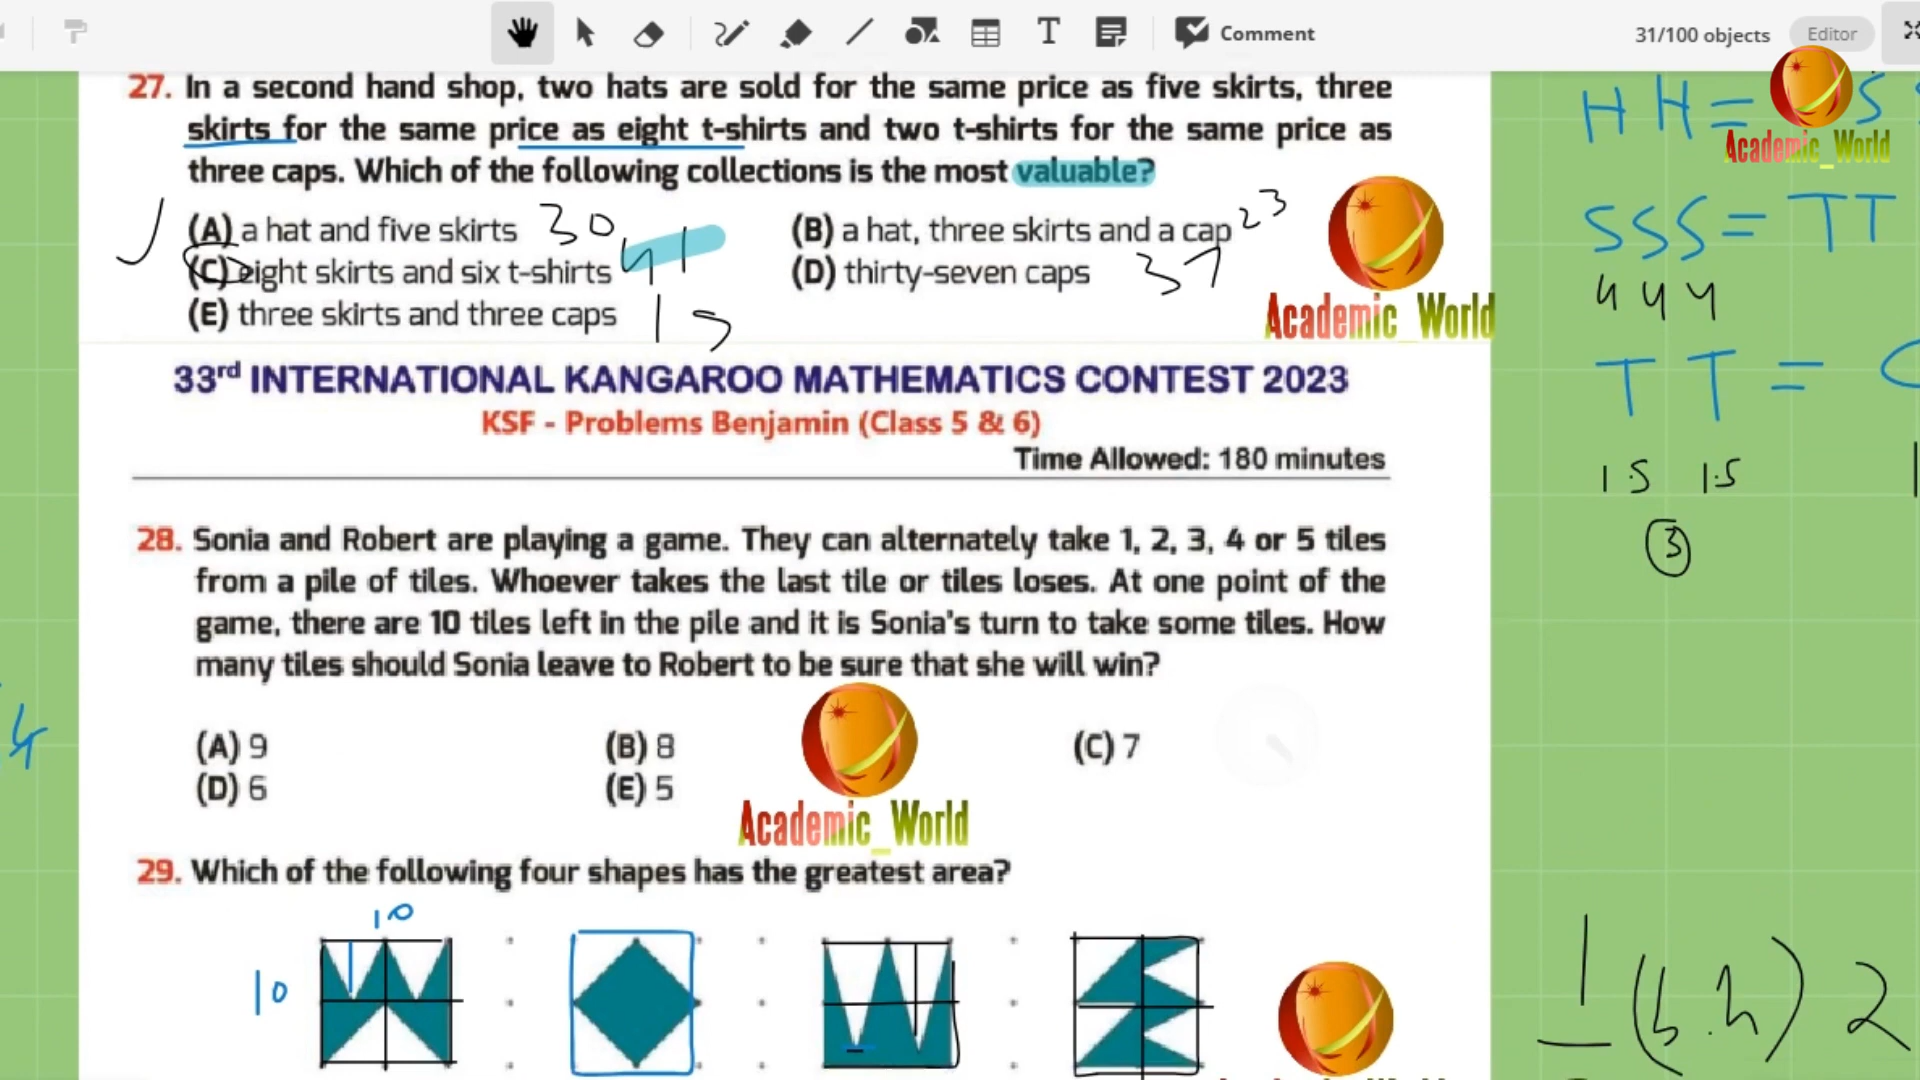 Comment
31/100 objects
Editor
27. In a second hand shop, two hats are sold for the same price as five skirts, three
skirts for the same price as eight t-shirts and two t-shirts for the same price as
three caps. Which of the following collections is the most valuable?
(A) a hat and five skirts 30
(B) a hat, three skirts and a cap 23
(C) eight skirts and six t-shirts 41
(D) thirty-seven caps 37
(E) three skirts and three caps 15
Academic_World
33rd INTERNATIONAL KANGAROO MATHEMATICS CONTEST 2023
KSF - Problems Benjamin (Class 5 & 6)
Time Allowed: 180 minutes
28. Sonia and Robert are playing a game. They can alternately take 1, 2, 3, 4 or 5 tiles
from a pile of tiles. Whoever takes the last tile or tiles loses. At one point of the
game, there are 10 tiles left in the pile and it is Sonia's turn to take some tiles. How
many tiles should Sonia leave to Robert to be sure that she will win?
(A) 9
(B) 8
(C) 7
(D) 6
(E) 5
Academic_World
29. Which of the following four shapes has the greatest area?
10
10
4
H H = S
Academic_World
S S S = T T
4 4 4
T T =
1.5 1.5
3
1 (b.h) 2